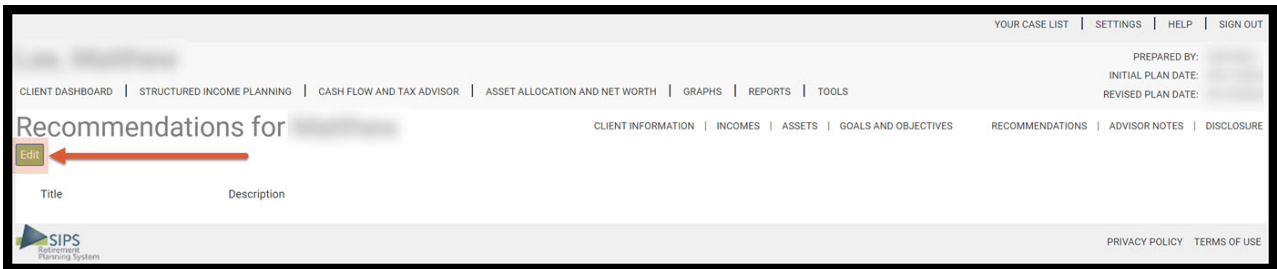 YOUR CASE LIST | SETTINGS | HELP | SIGN OUT
PREPARED BY:
INITIAL PLAN DATE:
REVISED PLAN DATE:
CLIENT DASHBOARD | STRUCTURED INCOME PLANNING | CASH FLOW AND TAX ADVISOR | ASSET ALLOCATION AND NET WORTH | GRAPHS | REPORTS | TOOLS
Recommendations for
CLIENT INFORMATION | INCOMES | ASSETS | GOALS AND OBJECTIVES RECOMMENDATIONS | ADVISOR NOTES | DISCLOSURE
Edit
Title Description
SIPS
Retirement
Planning System
PRIVACY POLICY TERMS OF USE